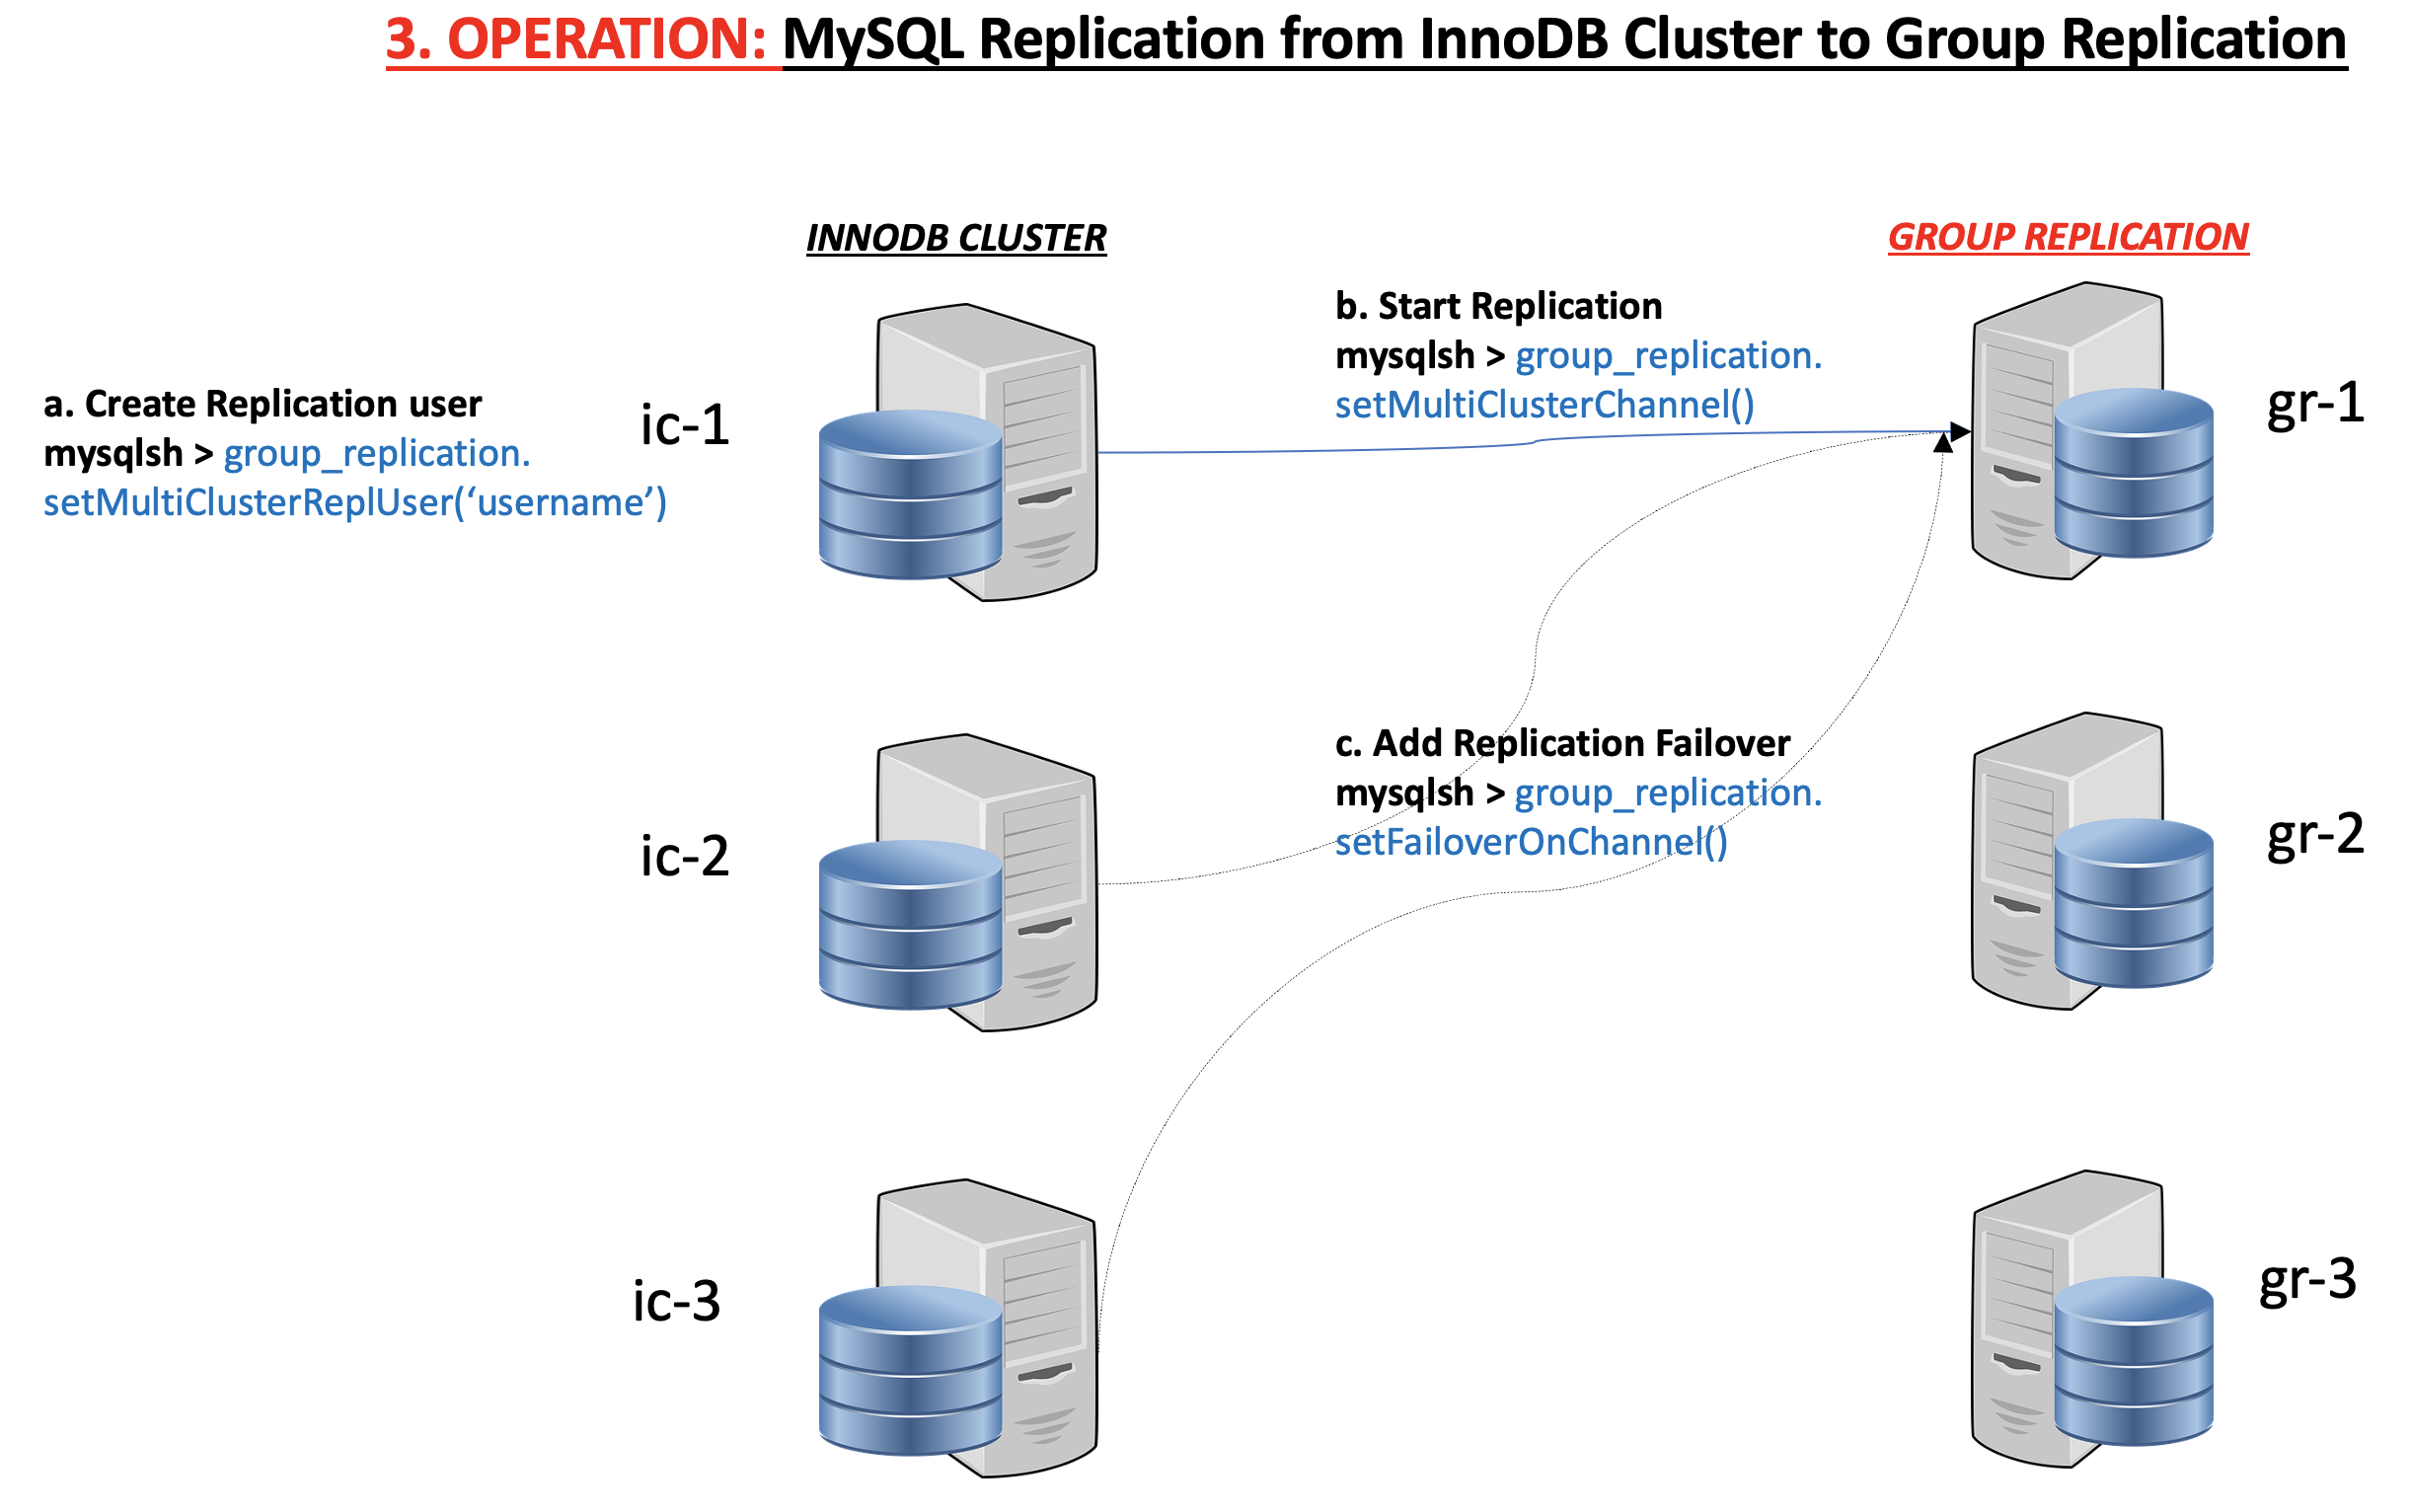 3. OPERATION: MySQL Replication from InnoDB Cluster to Group Replication
INNODB CLUSTER
GROUP REPLICATION
a. Create Replication user
mysqlsh > group_replication.
setMultiClusterReplUser(‘username’)
ic-1
b. Start Replication
mysqlsh > group_replication.
setMultiClusterChannel()
gr-1
ic-2
c. Add Replication Failover
mysqlsh > group_replication.
setFailoverOnChannel()
gr-2
ic-3
gr-3